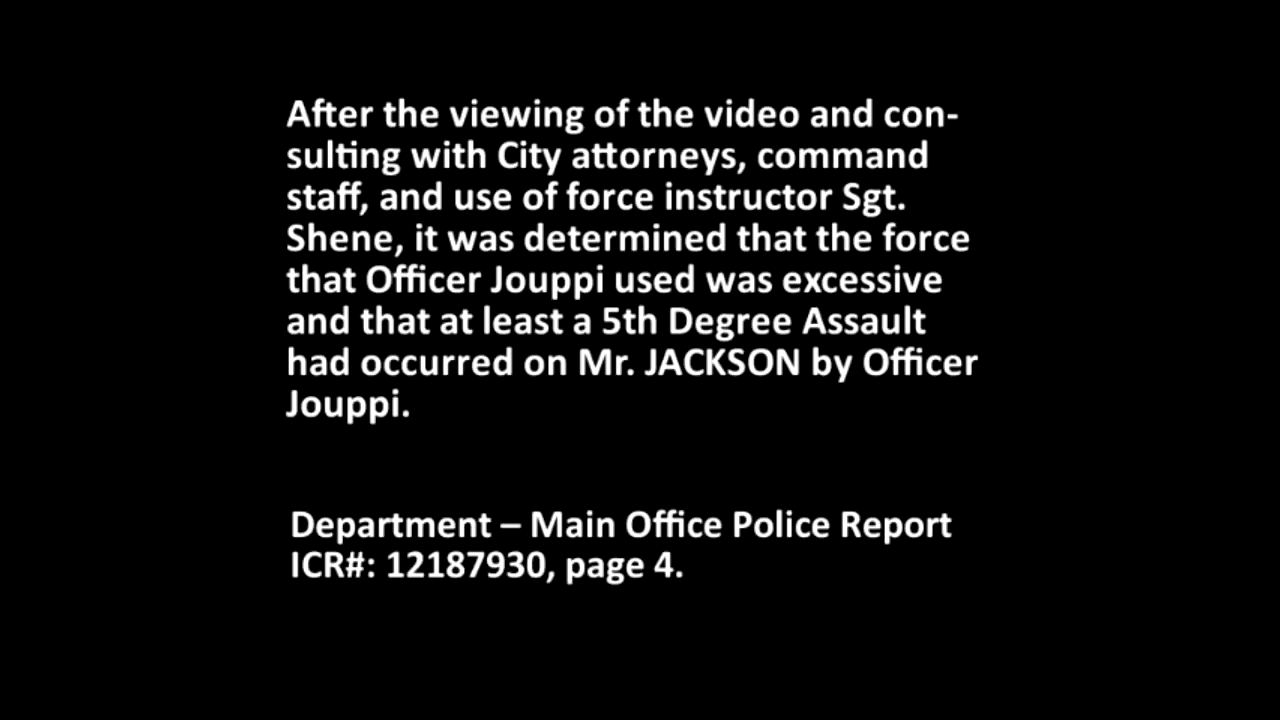 After the viewing of the video and con-
sulting with City attorneys, command
staff, and use of force instructor Sgt.
Shene, it was determined that the force
that Officer Jouppi used was excessive
and that at least a 5th Degree Assault
had occurred on Mr. JACKSON by Officer
Jouppi.
Department – Main Office Police Report
ICR#: 12187930, page 4.